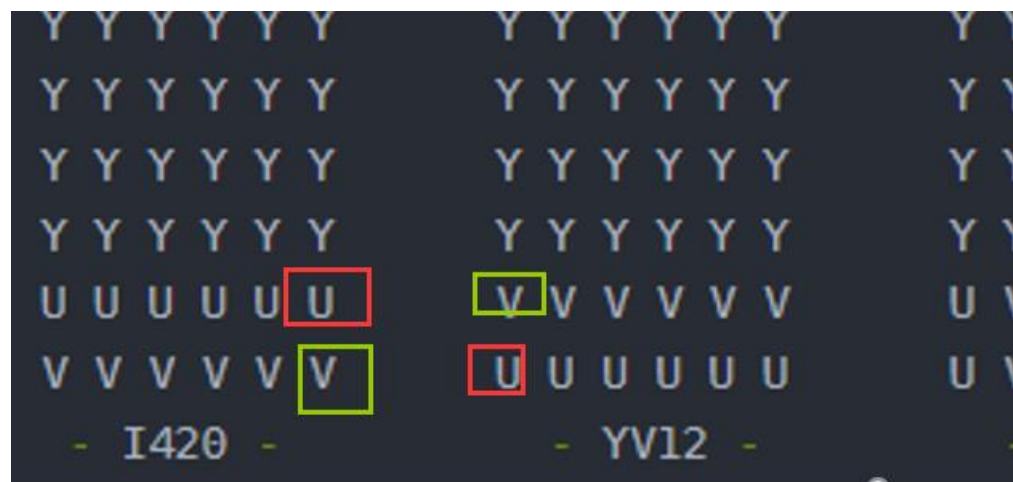 Y Y Y Y Y Y Y Y Y Y Y Y Y Y
Y Y Y Y Y Y Y Y Y Y Y Y Y
Y Y Y Y Y Y Y Y Y Y Y Y Y
Y Y Y Y Y Y Y Y Y Y Y Y Y
U U U U U U V V V V V V U
V V V V V V U U U U U U U
- I420 - - YV12 -